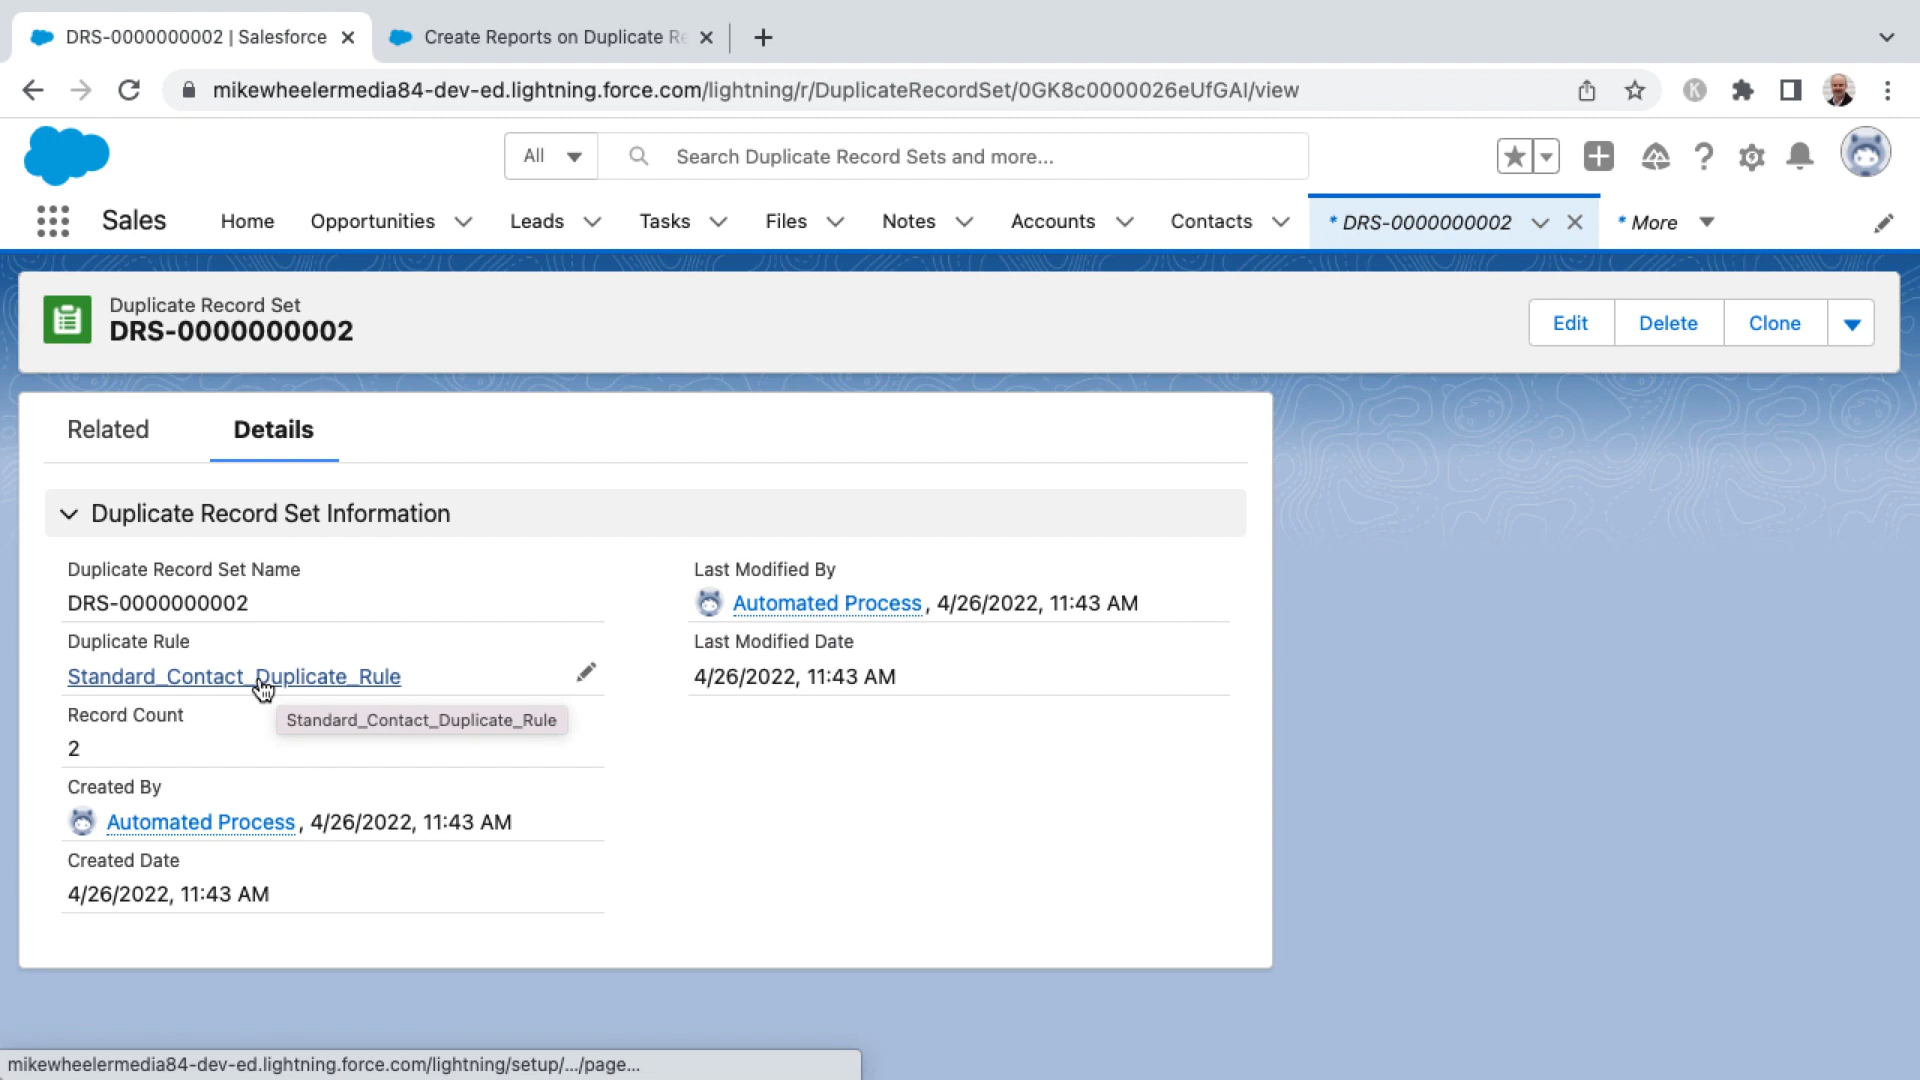 DRS-0000000002 | Salesforce
Create Reports on Duplicate Re
mikewheelermedia84-dev-ed.lightning.force.com/lightning/r/DuplicateRecordSet/0GK8c0000026eUfGAI/view
K
All
Search Duplicate Record Sets and more...
Sales
Home
Opportunities
Leads
Tasks
Files
Notes
Accounts
Contacts
* DRS-0000000002
* More
Duplicate Record Set
DRS-0000000002
Edit
Delete
Clone
Related
Details
Duplicate Record Set Information
Duplicate Record Set Name
DRS-0000000002
Duplicate Rule
Standard_Contact_Duplicate_Rule
Standard_Contact_Duplicate_Rule
Record Count
2
Created By
Automated Process, 4/26/2022, 11:43 AM
Created Date
4/26/2022, 11:43 AM
Last Modified By
Automated Process, 4/26/2022, 11:43 AM
Last Modified Date
4/26/2022, 11:43 AM
mikewheelermedia84-dev-ed.lightning.force.com/lightning/setup/.../page...